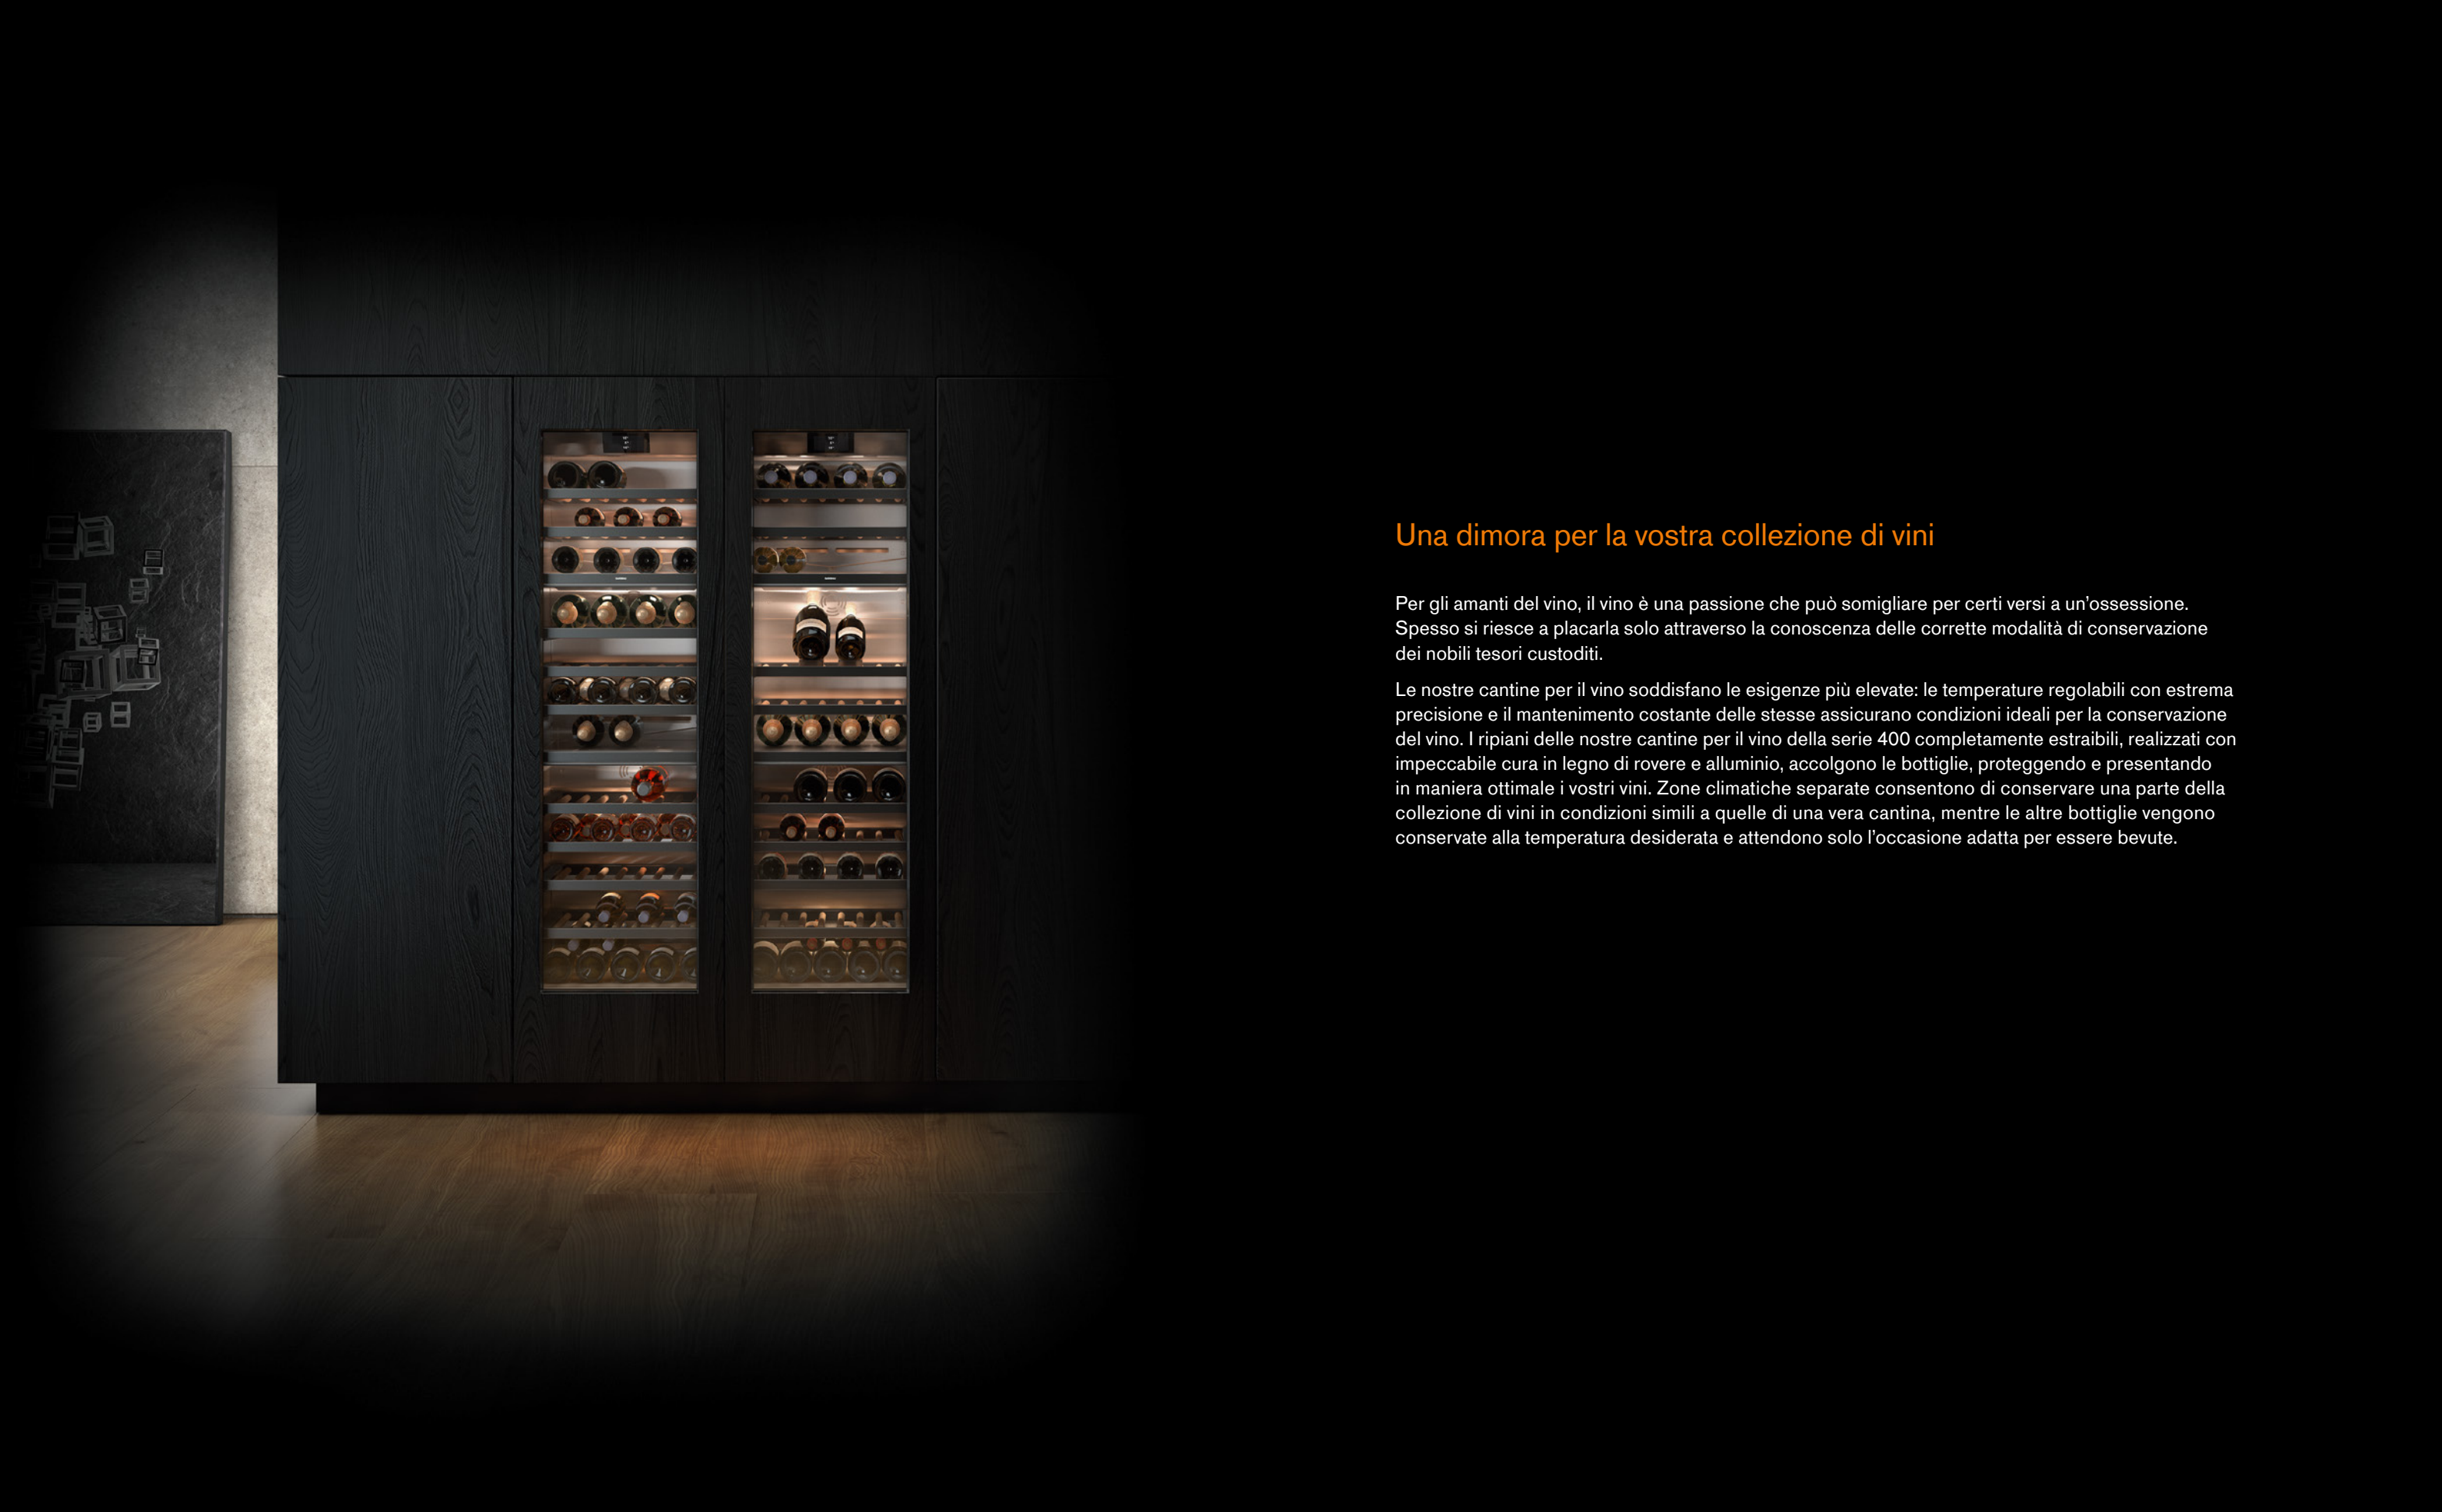 Una dimora per la vostra collezione di vini
Per gli amanti del vino, il vino è una passione che può somigliare per certi versi a un’ossessione.
Spesso si riesce a placarla solo attraverso la conoscenza delle corrette modalità di conservazione
dei nobili tesori custoditi.
Le nostre cantine per il vino soddisfano le esigenze più elevate: le temperature regolabili con estrema
precisione e il mantenimento costante delle stesse assicurano condizioni ideali per la conservazione
del vino. I ripiani delle nostre cantine per il vino della serie 400 completamente estraibili, realizzati con
impeccabile cura in legno di rovere e alluminio, accolgono le bottiglie, proteggendo e presentando
in maniera ottimale i vostri vini. Zone climatiche separate consentono di conservare una parte della
collezione di vini in condizioni simili a quelle di una vera cantina, mentre le altre bottiglie vengono
conservate alla temperatura desiderata e attendono solo l’occasione adatta per essere bevute.